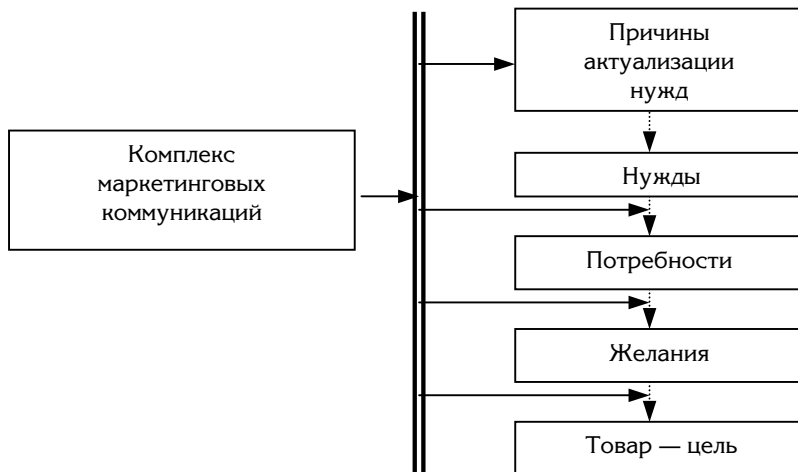 Причины
актуализации
нужд
Комплекс
маркетинговых
коммуникаций
Нужды
Потребности
Желания
Товар — цель